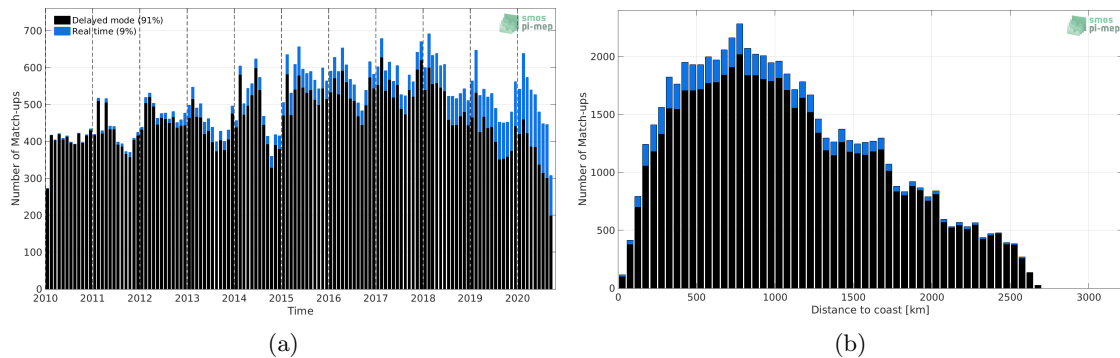 Delayed mode (91%)
Real time (9%)
smos
pi-mep
700
600
500
400
300
200
100
0
Number of Match-ups
2010 2011 2012 2013 2014 2015 2016 2017 2018 2019 2020
Time
(a)
smos
pi-mep
2000
1500
1000
500
0
Number of Match-ups
0 500 1000 1500 2000 2500 3000
Distance to coast [km]
(b)